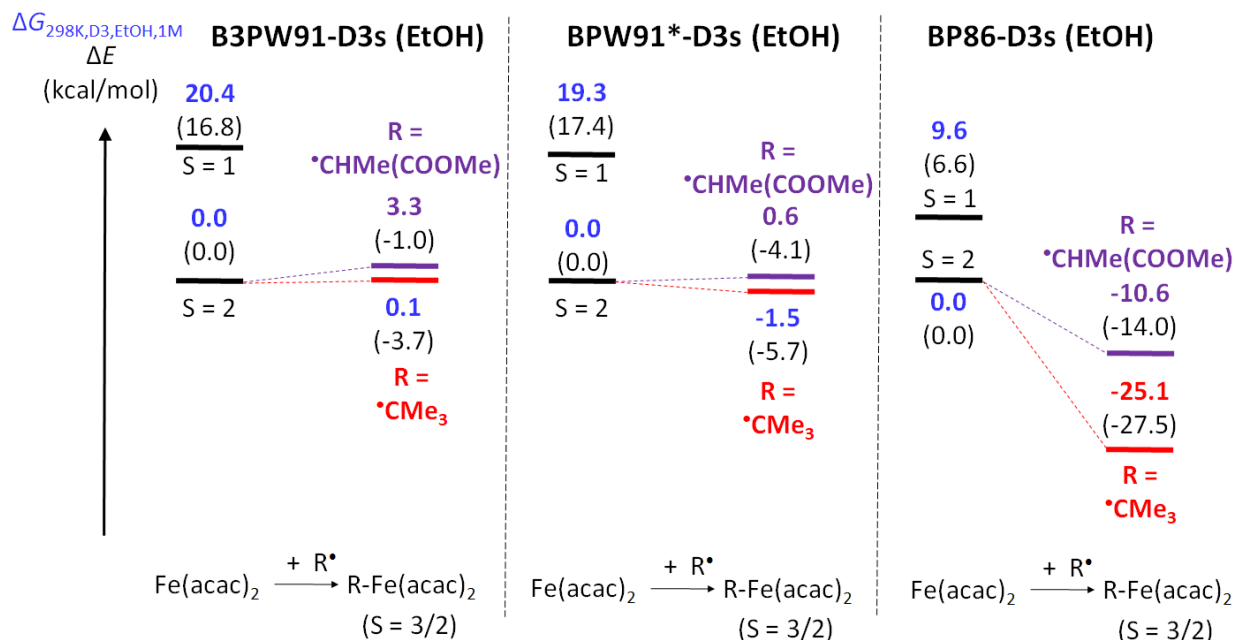 ΔG298K,D3,EtOH,1M
ΔE
(kcal/mol)
B3PW91-D3s (EtOH)
20.4
(16.8)
S = 1
0.0
(0.0)
S = 2
R =
•CHMe(COOMe)
3.3
(-1.0)
0.1
(-3.7)
R =
•CMe3
Fe(acac)2
+ R•
R-Fe(acac)2
(S = 3/2)
BPW91*-D3s (EtOH)
19.3
(17.4)
S = 1
0.0
(0.0)
S = 2
R =
•CHMe(COOMe)
0.6
(-4.1)
-1.5
(-5.7)
R =
•CMe3
Fe(acac)2
+ R•
R-Fe(acac)2
(S = 3/2)
BP86-D3s (EtOH)
9.6
(6.6)
S = 1
S = 2
0.0
(0.0)
R =
•CHMe(COOMe)
-10.6
(-14.0)
-25.1
(-27.5)
R =
•CMe3
Fe(acac)2
+ R•
R-Fe(acac)2
(S = 3/2)